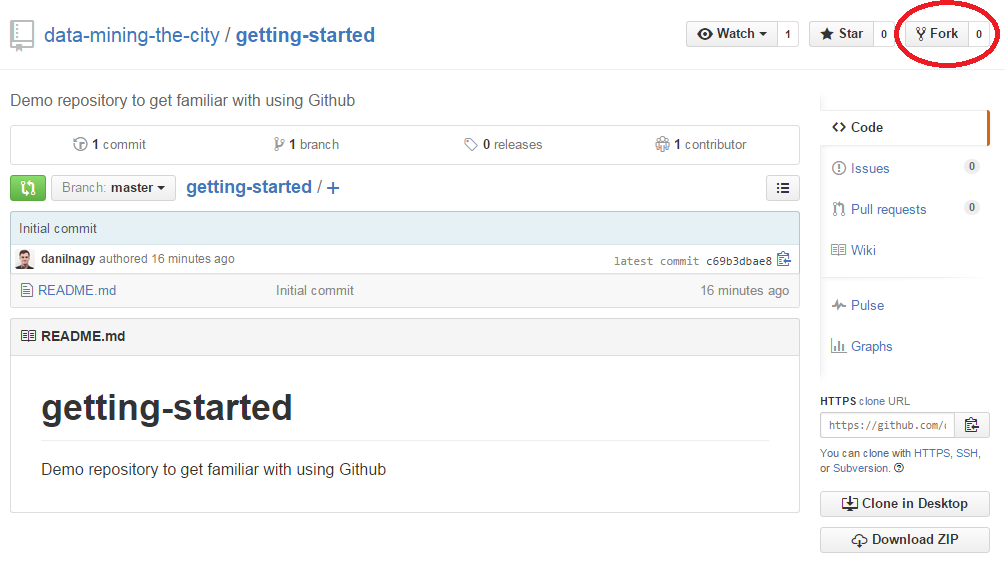 data-mining-the-city / getting-started
Watch 1 Star 0 Fork 0
Demo repository to get familiar with using Github
1 commit 1 branch 0 releases 1 contributor
Branch: master getting-started / +
Initial commit
danilnagy authored 16 minutes ago latest commit c69b3dbae8
README.md Initial commit 16 minutes ago
README.md
getting-started
Demo repository to get familiar with using Github
Code
Issues 0
Pull requests 0
Wiki
Pulse
Graphs
HTTPS clone URL
https://github.com/
You can clone with HTTPS, SSH,
or Subversion.
Clone in Desktop
Download ZIP